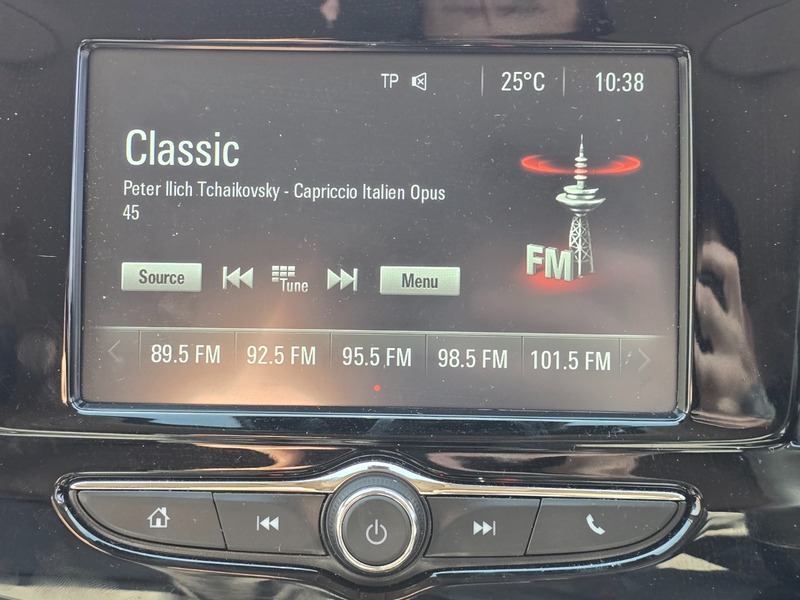 TP 25°C 10:38
Classic
Peter Ilich Tchaikovsky - Capriccio Italien Opus
45
FM
Source Tune Menu
89.5 FM 92.5 FM 95.5 FM 98.5 FM 101.5 FM